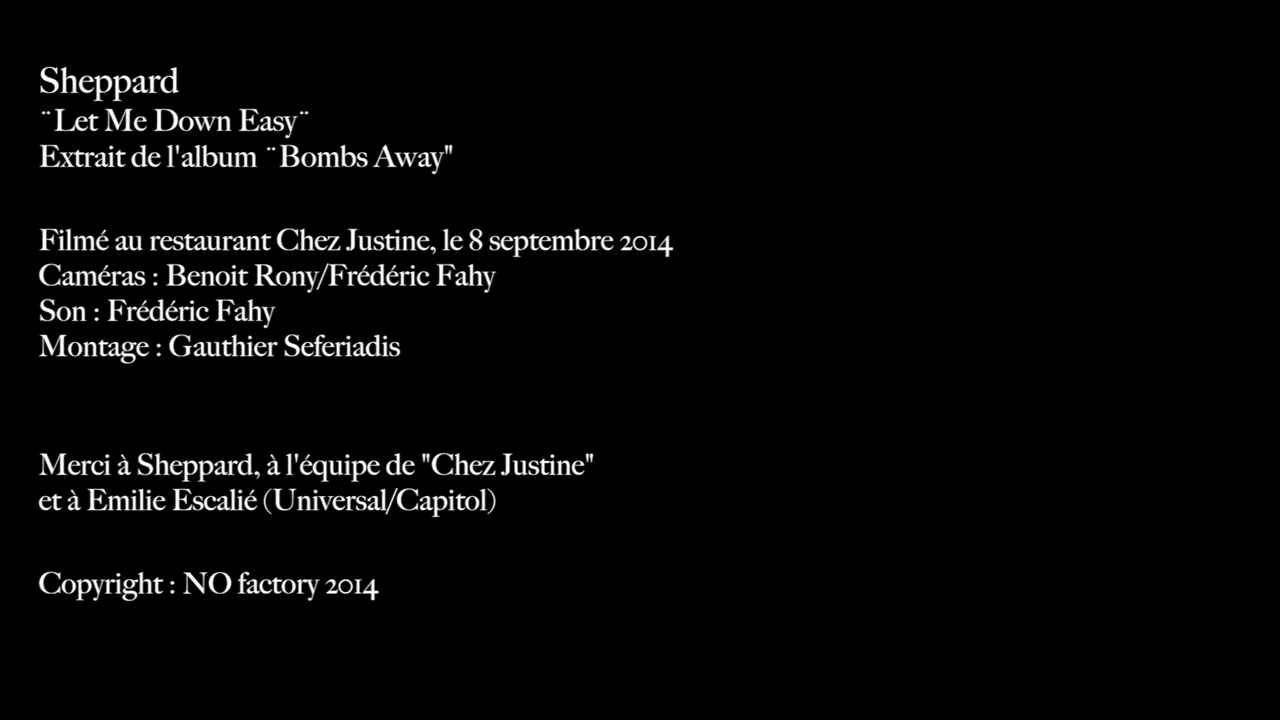 Sheppard
¨Let Me Down Easy¨
Extrait de l'album ¨Bombs Away"
Filmé au restaurant Chez Justine, le 8 septembre 2014
Caméras : Benoit Rony/Frédéric Fahy
Son : Frédéric Fahy
Montage : Gauthier Seferiadis
Merci à Sheppard, à l'équipe de "Chez Justine"
et à Emilie Escalié (Universal/Capitol)
Copyright : NO factory 2014